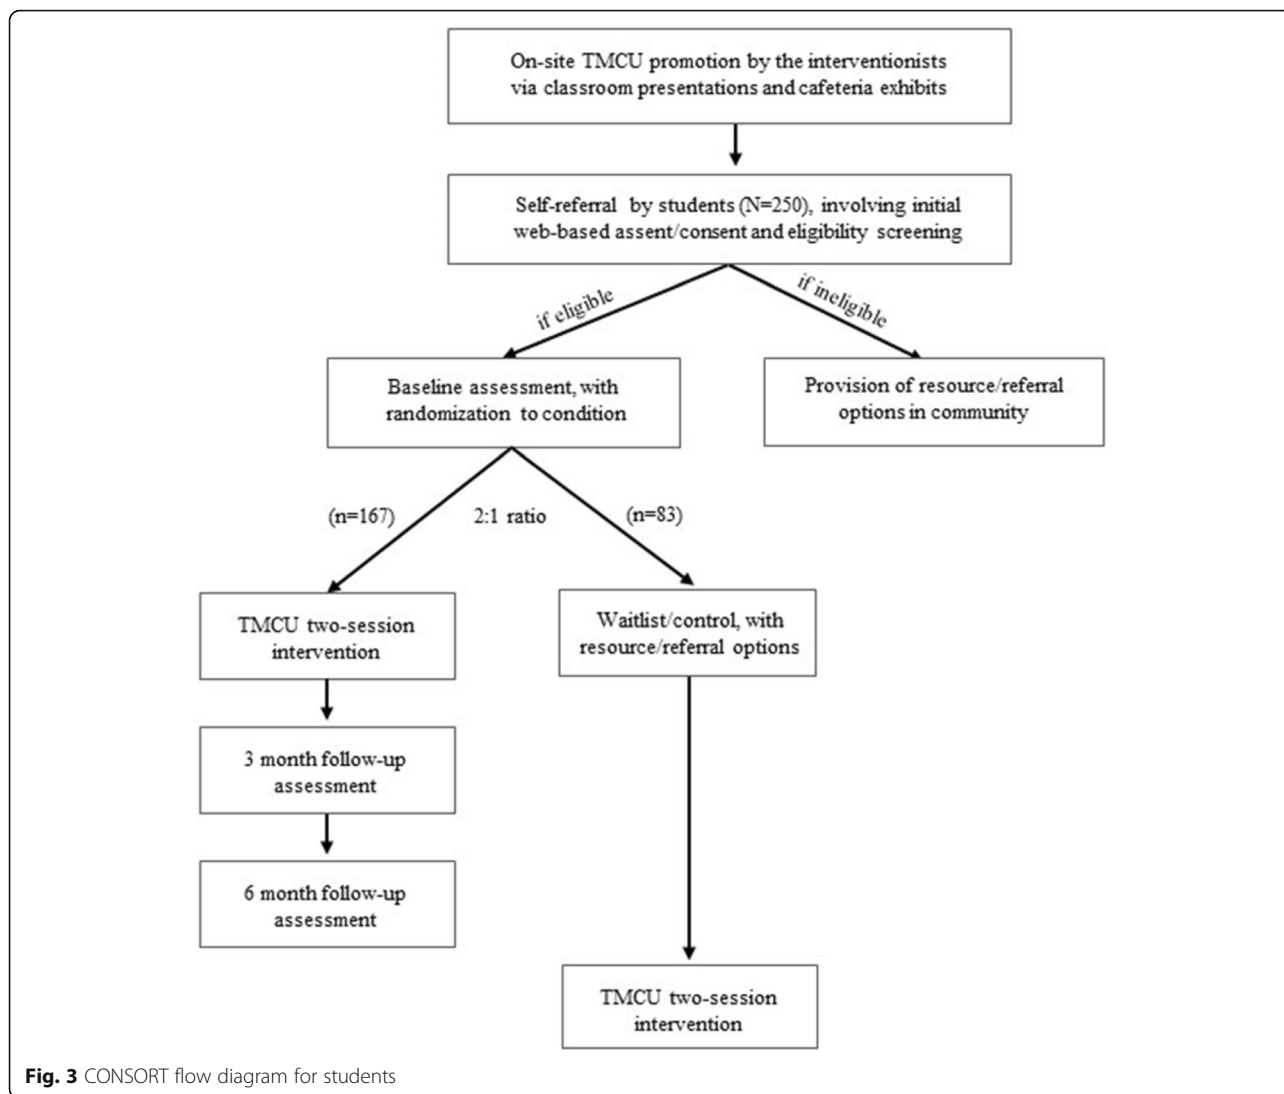 On-site TMCU promotion by the interventionists
via classroom presentations and cafeteria exhibits
Self-referral by students (N=250), involving initial
web-based assent/consent and eligibility screening
if eligible
if ineligible
Baseline assessment, with
randomization to condition
Provision of resource/referral
options in community
(n=167)
2:1 ratio
(n=83)
TMCU two-session
intervention
Waitlist/control, with
resource/referral options
3 month follow-up
assessment
6 month follow-up
assessment
TMCU two-session
intervention
Fig. 3 CONSORT flow diagram for students